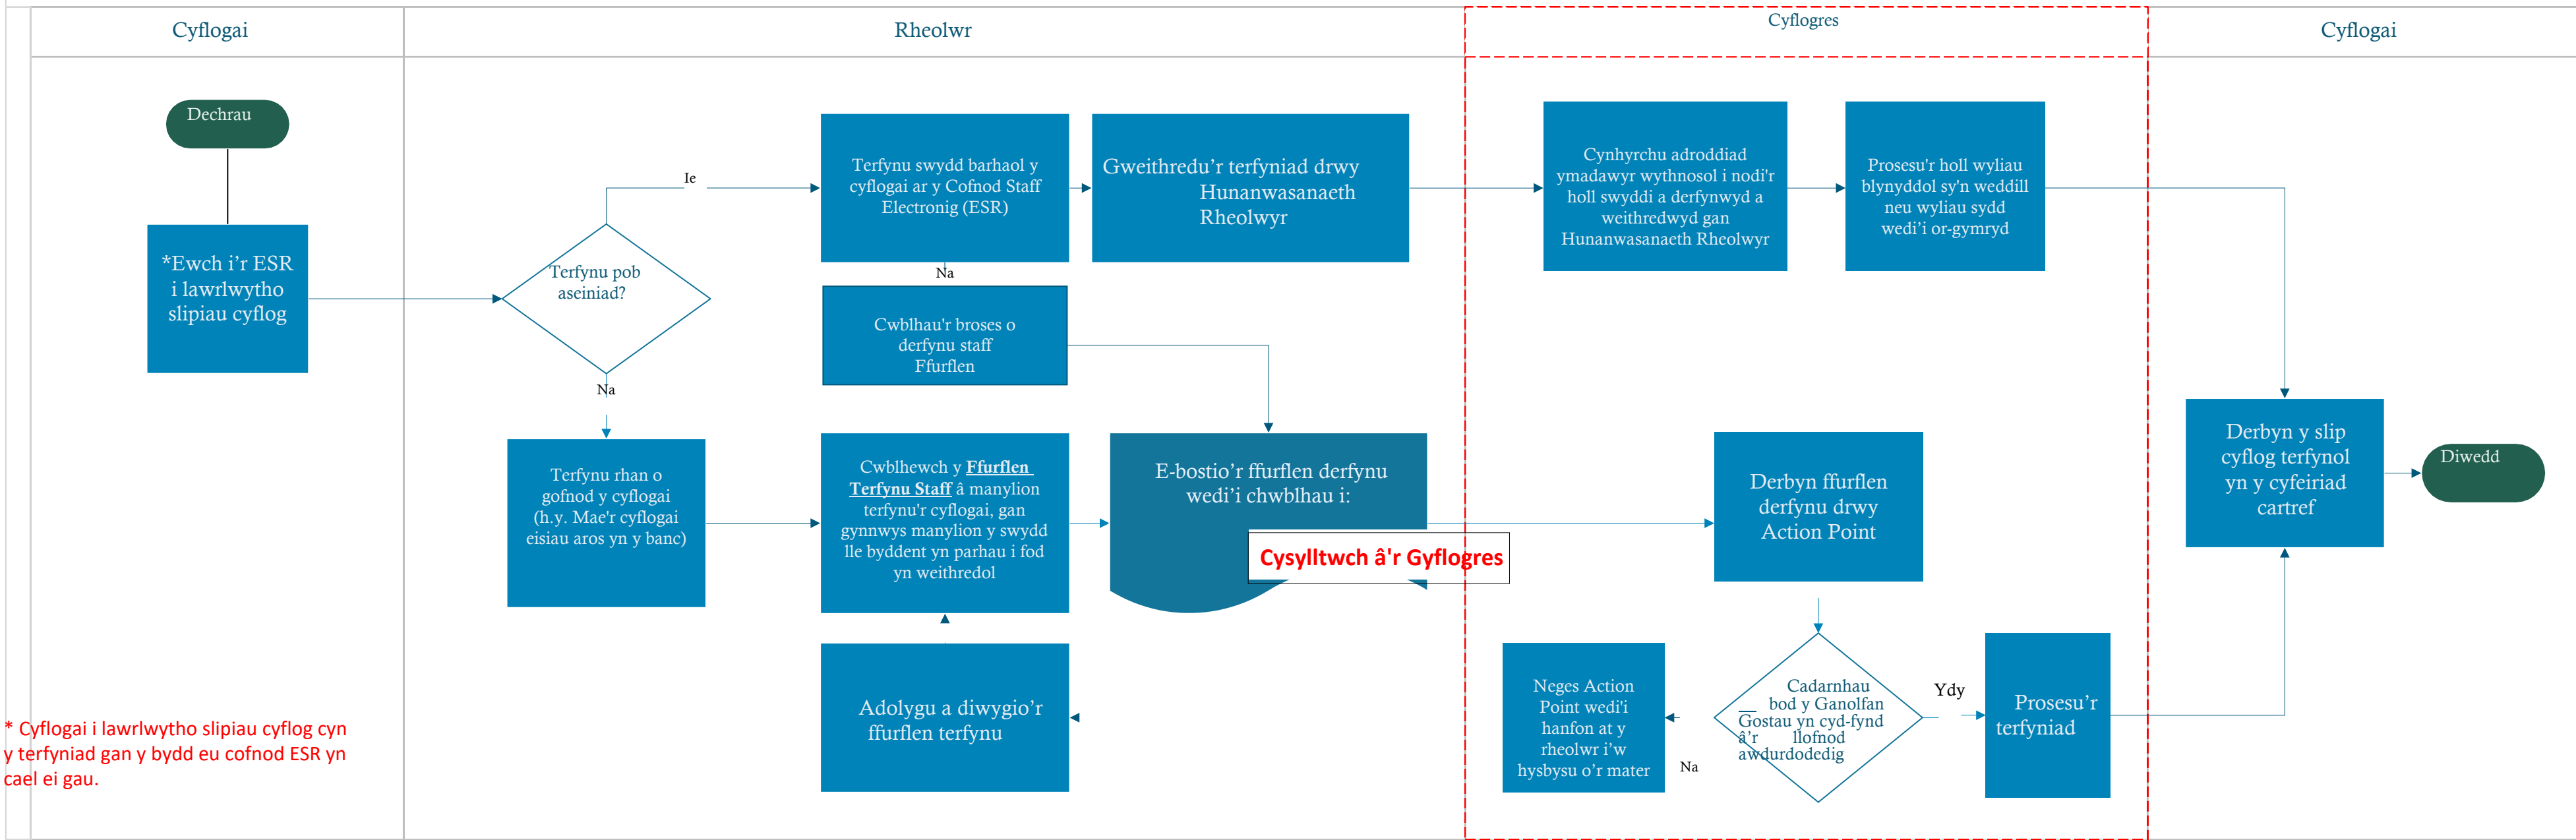 Cyflogai
Rheolwr
Cyflogres
Cyflogai
Dechrau
*Ewch i'r ESR
i lawrlwytho
slipiau cyflog
* Cyflogai i lawrlwytho slipiau cyflog cyn
y terfyniad gan y bydd eu cofnod ESR yn
cael ei gau.
Terfynu pob
aseiniad?
Ie
Na
Terfynu swydd barhaol y
cyflogai ar y Cofnod Staff
Electronig (ESR)
Na
Gweithredu'r terfyniad drwy
Hunanwasanaeth
Rheolwyr
Cwblhau'r broses o
derfynu staff
Ffurflen
Terfynu rhan o
gofnod y cyflogai
(h.y. Mae'r cyflogai
eisiau aros yn y banc)
Cwblhewch y Ffurflen
Terfynu Staff â manylion
terfynu'r cyflogai, gan
gynnwys manylion y swydd
lle byddent yn parhau i fod
yn weithredol
E-bostio'r ffurflen derfynu
wedi'i chwblhau i:
Cysylltwch â'r Gyflogres
Adolygu a diwygio'r
ffurflen terfynu
Cynhyrchu adroddiad
ymadawyr wythnosol i nodi'r
holl swyddi a derfynwyd a
weithredwyd gan
Hunanwasanaeth Rheolwyr
Prosesu'r holl wyliau
blynyddol sy'n weddill
neu wyliau sydd
wedi'i or-gymryd
Derbyn ffurflen
derfynu drwy
Action Point
Cadarnhau
bod y Ganolfan
Gostau yn cyd-fynd
â'r llofnod
awdurdodedig
Ydy
Na
Neges Action
Point wedi'i
hanfon at y
rheolwr i'w
hysbysu o'r mater
Prosesu'r
terfyniad
Derbyn y slip
cyflog terfynol
yn y cyfeiriad
cartref
Diwedd